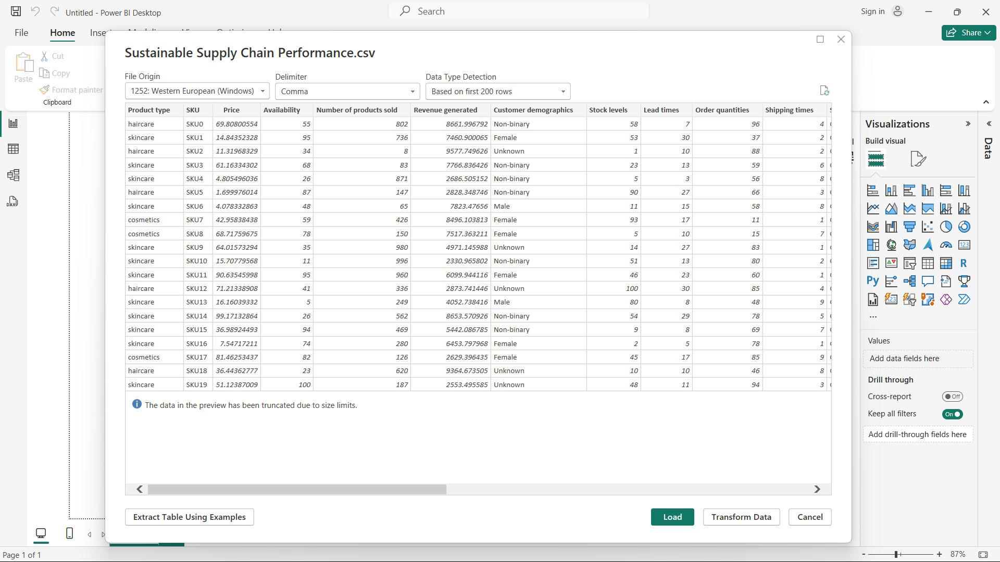 Untitled - Power BI Desktop
Search
Sign in
File
Home
Share
Paste
Cut
Copy
Format painter
Clipboard
Sustainable Supply Chain Performance.csv
File Origin
Delimiter
Data Type Detection
1252: Western European (Windows)
Comma
Based on first 200 rows
Product type SKU Price Availability Number of products sold Revenue generated Customer demographics Stock levels Lead times Order quantities Shipping times
haircare SKU0 69.80800554 55 802 8661.996792 Non-binary 58 7 96 4
skincare SKU1 14.84352328 95 736 7460.900065 Female 53 30 37 2
haircare SKU2 11.31968329 34 8 9577.749626 Unknown 1 10 88 2
skincare SKU3 61.16334302 68 83 7766.836426 Non-binary 23 13 59 6
skincare SKU4 4.805496036 26 871 2686.505152 Non-binary 5 3 56 8
haircare SKU5 1.699976014 87 147 2828.348746 Non-binary 90 27 66 3
skincare SKU6 4.078332863 48 65 7823.47656 Male 11 15 58 8
cosmetics SKU7 42.95838438 59 426 8496.103813 Female 93 17 11 1
cosmetics SKU8 68.71759675 78 150 7517.363211 Female 5 10 15 7
skincare SKU9 64.01573294 35 980 4971.145988 Unknown 14 27 83 1
skincare SKU10 15.70779568 11 996 2330.965802 Non-binary 51 13 80 2
skincare SKU11 90.63545998 95 960 6099.944116 Female 46 23 60 1
haircare SKU12 71.21338908 41 336 2873.741446 Unknown 100 30 85 4
skincare SKU13 16.16039332 5 249 4052.738416 Male 80 8 48 9
skincare SKU14 99.17132864 26 562 8653.570926 Non-binary 54 29 78 5
skincare SKU15 36.98924493 94 469 5442.086785 Non-binary 9 8 69 7
skincare SKU16 7.54717211 74 280 6453.797968 Female 2 5 78 1
cosmetics SKU17 81.46253437 82 126 2629.396435 Female 45 17 85 9
haircare SKU18 36.44362777 23 620 9364.673505 Unknown 10 10 46 8
skincare SKU19 51.12387009 100 187 2553.495585 Unknown 48 11 94 3
The data in the preview has been truncated due to size limits.
Extract Table Using Examples
Load
Transform Data
Cancel
Visualizations
Build visual
123
R
Py
123
...
Values
Add data fields here
Drill through
Cross-report
Off
Keep all filters
On
Add drill-through fields here
Data
DAX
Page 1 of 1
- + 87%